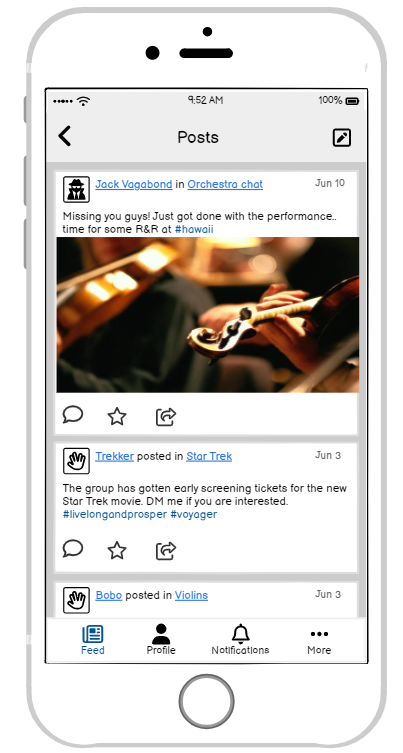 9:52 AM 100%
Posts
Jack Vagabond in Orchestra chat Jun 10
Missing you guys! Just got done with the performance..
time for some R&R at #hawaii
Trekker posted in Star Trek Jun 3
The group has gotten early screening tickets for the new
Star Trek movie. DM me if you are interested.
#livelongandprosper #voyager
Bobo posted in Violins Jun 3
Feed Profile Notifications More